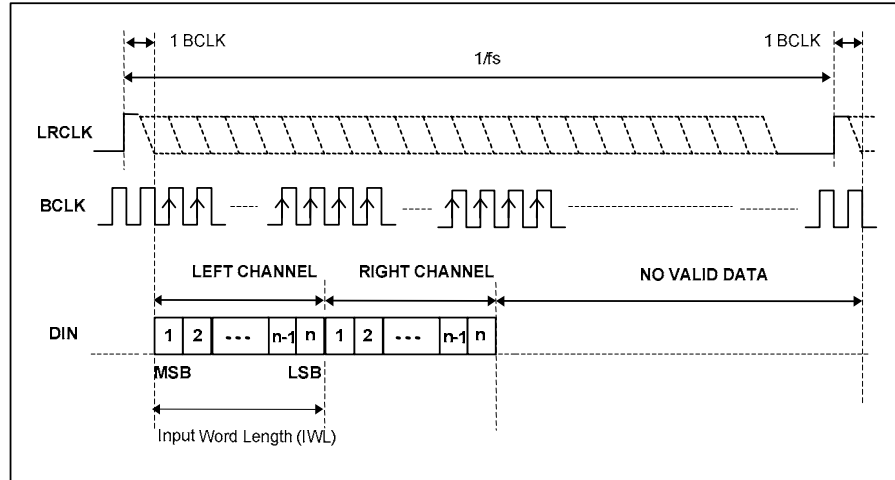 1 BCLK 1 BCLK
1/fs
LRCLK
BCLK
LEFT CHANNEL RIGHT CHANNEL NO VALID DATA
DIN 1 2 --- n-1 n 1 2 --- n-1 n
MSB LSB
Input Word Length (IWL)